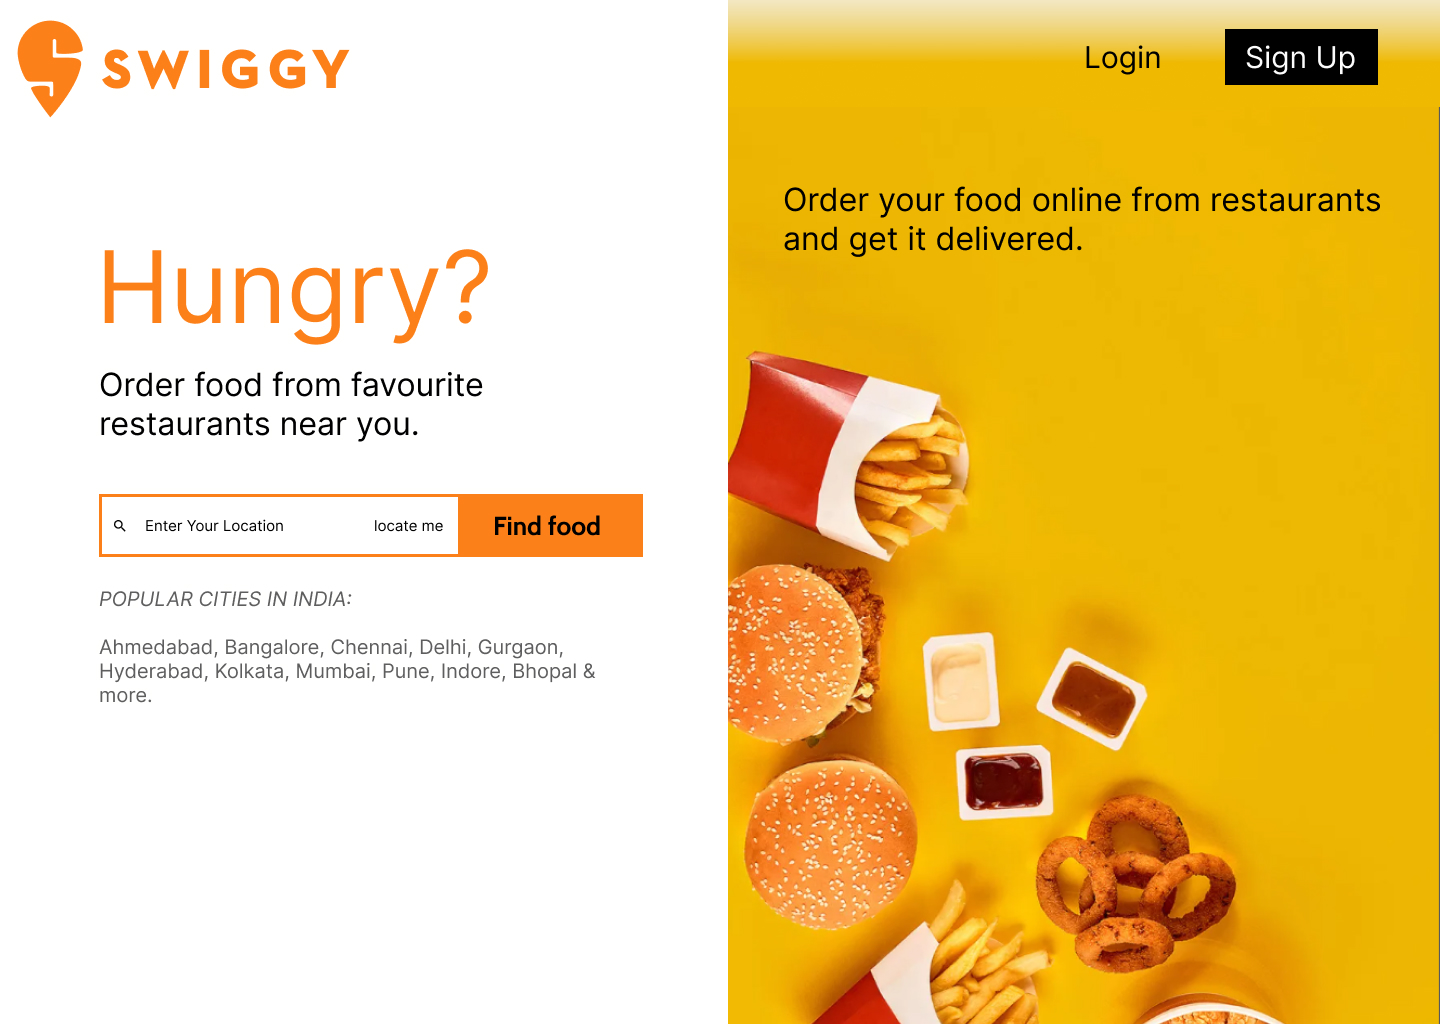 SWIGGY
Login
Sign Up
Order your food online from restaurants
and get it delivered.
Hungry?
Order food from favourite
restaurants near you.
Enter Your Location
locate me
Find food
POPULAR CITIES IN INDIA:
Ahmedabad, Bangalore, Chennai, Delhi, Gurgaon,
Hyderabad, Kolkata, Mumbai, Pune, Indore, Bhopal &
more.